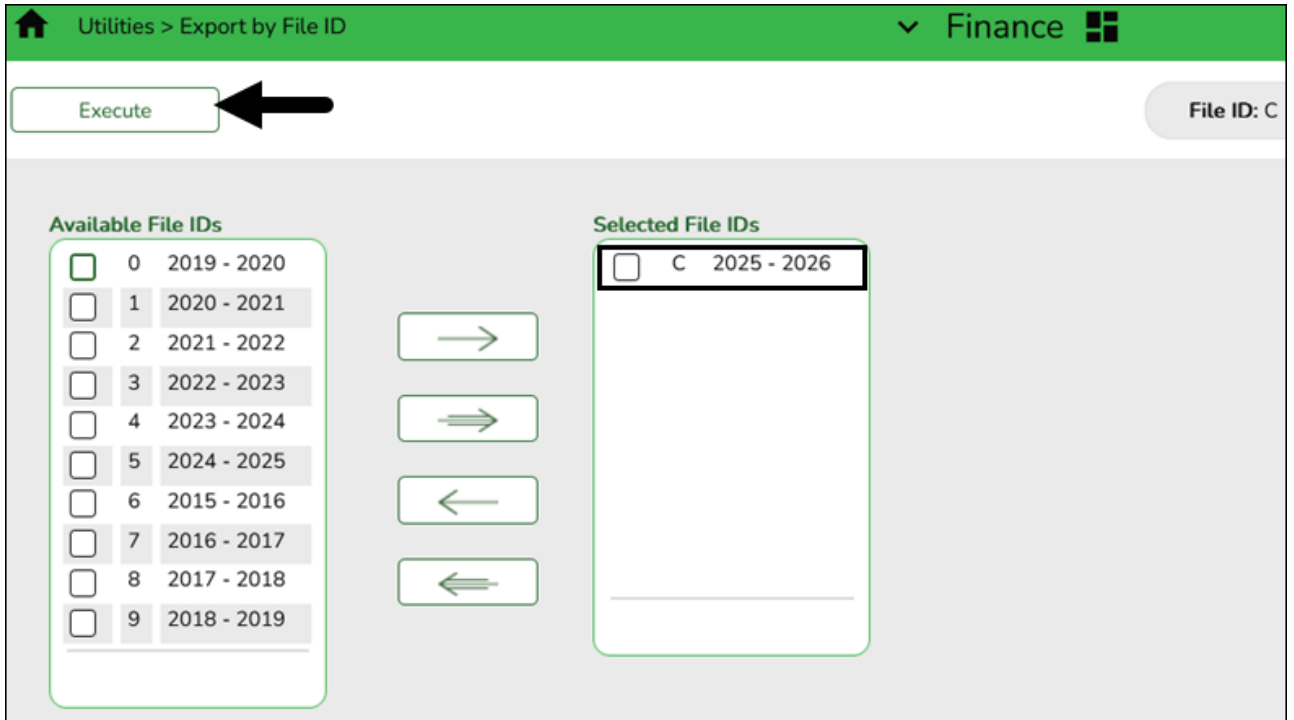 Utilities > Export by File ID
Finance
Execute
File ID: C
Available File IDs
0 2019 - 2020
1 2020 - 2021
2 2021 - 2022
3 2022 - 2023
4 2023 - 2024
5 2024 - 2025
6 2015 - 2016
7 2016 - 2017
8 2017 - 2018
9 2018 - 2019
Selected File IDs
C 2025 - 2026